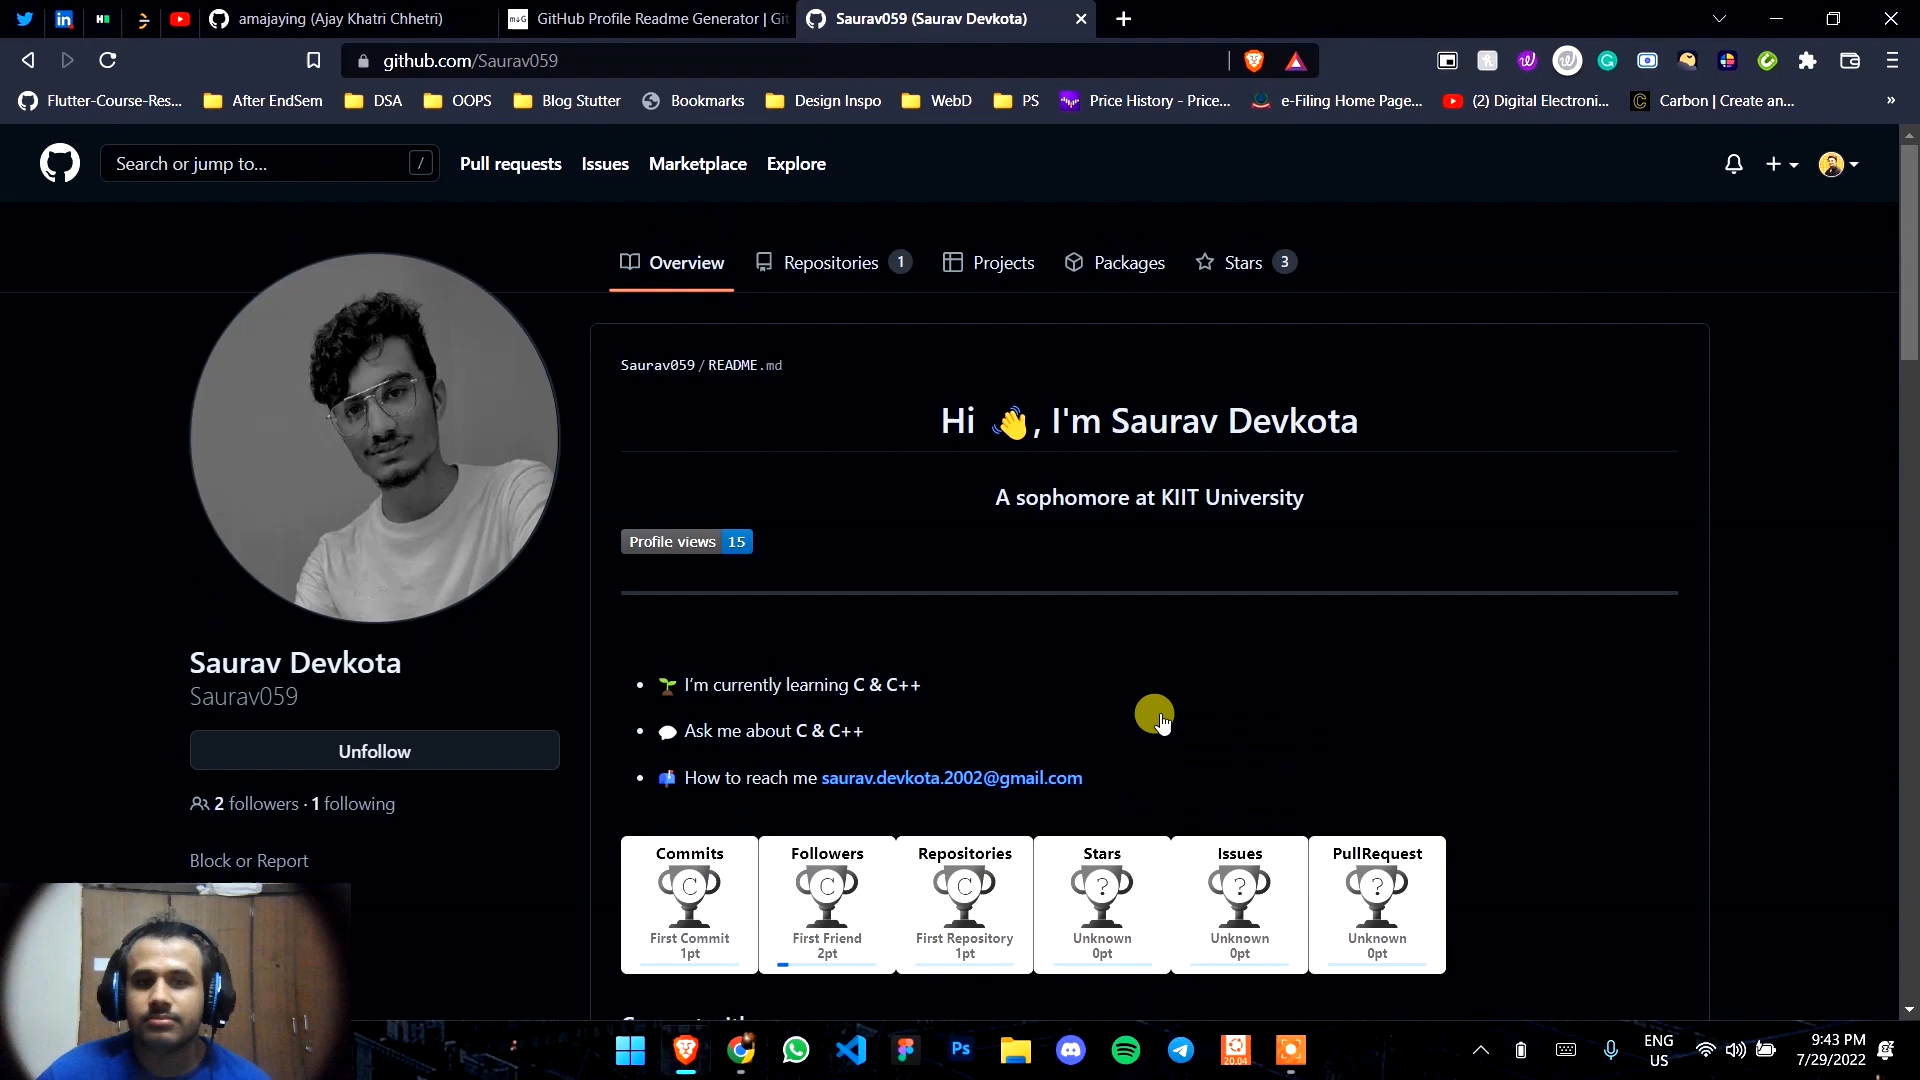 amajaying (Ajay Khatri Chhetri)
GitHub Profile Readme Generator | Git
Saurav059 (Saurav Devkota)
github.com/Saurav059
Flutter-Course-Res...
After EndSem
DSA
OOPS
Blog Stutter
Bookmarks
Design Inspo
WebD
PS
Price History - Price...
e-Filing Home Page...
(2) Digital Electroni...
Carbon | Create an...
»
Search or jump to...
/
Pull requests
Issues
Marketplace
Explore
Overview
Repositories 1
Projects
Packages
Stars 3
Saurav059 / README.md
Hi 👋, I'm Saurav Devkota
A sophomore at KIIT University
Profile views 15
🌱 I'm currently learning C & C++
💬 Ask me about C & C++
📫 How to reach me saurav.devkota.2002@gmail.com
Saurav Devkota
Saurav059
Unfollow
2 followers · 1 following
Block or Report
Commits
C
First Commit
1pt
Followers
C
First Friend
2pt
Repositories
C
First Repository
1pt
Stars
?
Unknown
0pt
Issues
?
Unknown
0pt
PullRequest
?
Unknown
0pt
Ps
20.04
ENG
US
9:43 PM
7/29/2022